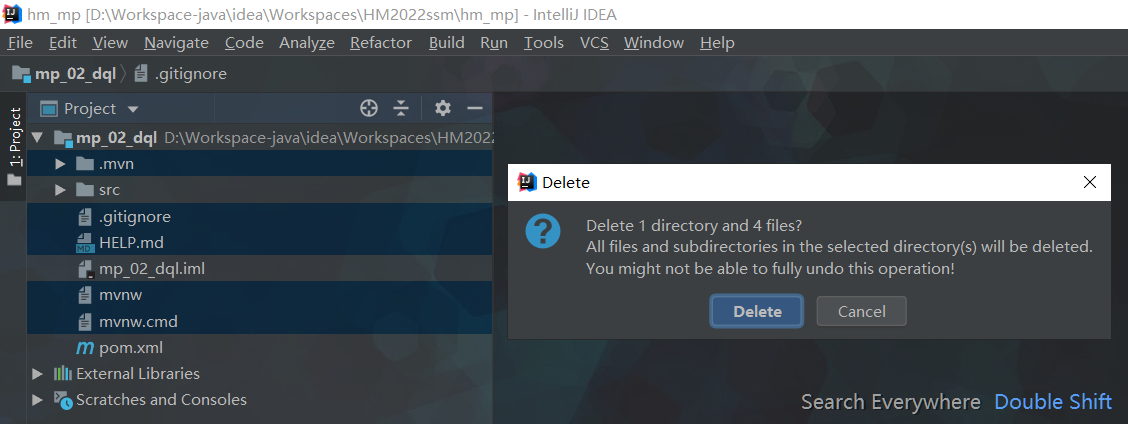 hm_mp [D:\Workspace-java\idea\Workspaces\HM2022ssm\hm_mp] - IntelliJ IDEA
File Edit View Navigate Code Analyze Refactor Build Run Tools VCS Window Help
mp_02_dql .gitignore
1: Project
Project
mp_02_dql D:\Workspace-java\idea\Workspaces\HM2022
.mvn
src
.gitignore
HELP.md
mp_02_dql.iml
mvnw
mvnw.cmd
pom.xml
External Libraries
Scratches and Consoles
Delete
Delete 1 directory and 4 files?
All files and subdirectories in the selected directory(s) will be deleted.
You might not be able to fully undo this operation!
Delete Cancel
Search Everywhere Double Shift